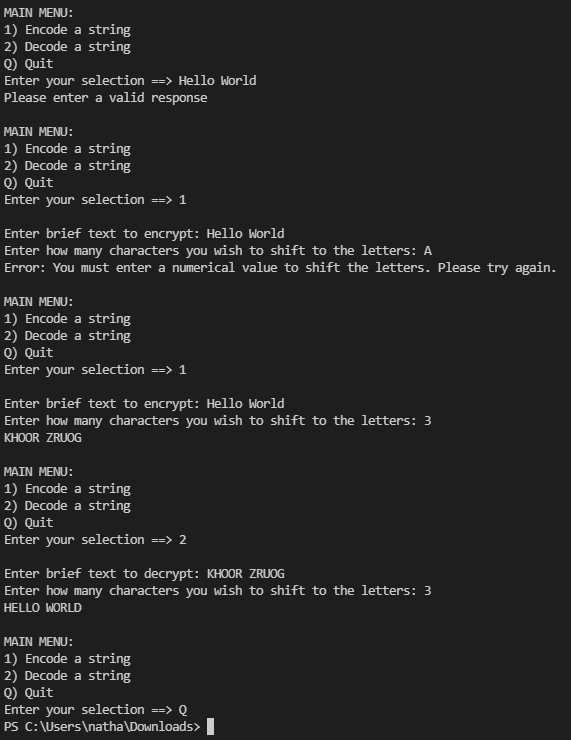 MAIN MENU:
1) Encode a string
2) Decode a string
Q) Quit
Enter your selection ==> Hello World
Please enter a valid response
MAIN MENU:
1) Encode a string
2) Decode a string
Q) Quit
Enter your selection ==> 1
Enter brief text to encrypt: Hello World
Enter how many characters you wish to shift to the letters: A
Error: You must enter a numerical value to shift the letters. Please try again.
MAIN MENU:
1) Encode a string
2) Decode a string
Q) Quit
Enter your selection ==> 1
Enter brief text to encrypt: Hello World
Enter how many characters you wish to shift to the letters: 3
KHOOR ZRUOG
MAIN MENU:
1) Encode a string
2) Decode a string
Q) Quit
Enter your selection ==> 2
Enter brief text to decrypt: KHOOR ZRUOG
Enter how many characters you wish to shift to the letters: 3
HELLO WORLD
MAIN MENU:
1) Encode a string
2) Decode a string
Q) Quit
Enter your selection ==> Q
PS C:\Users\natha\Downloads>